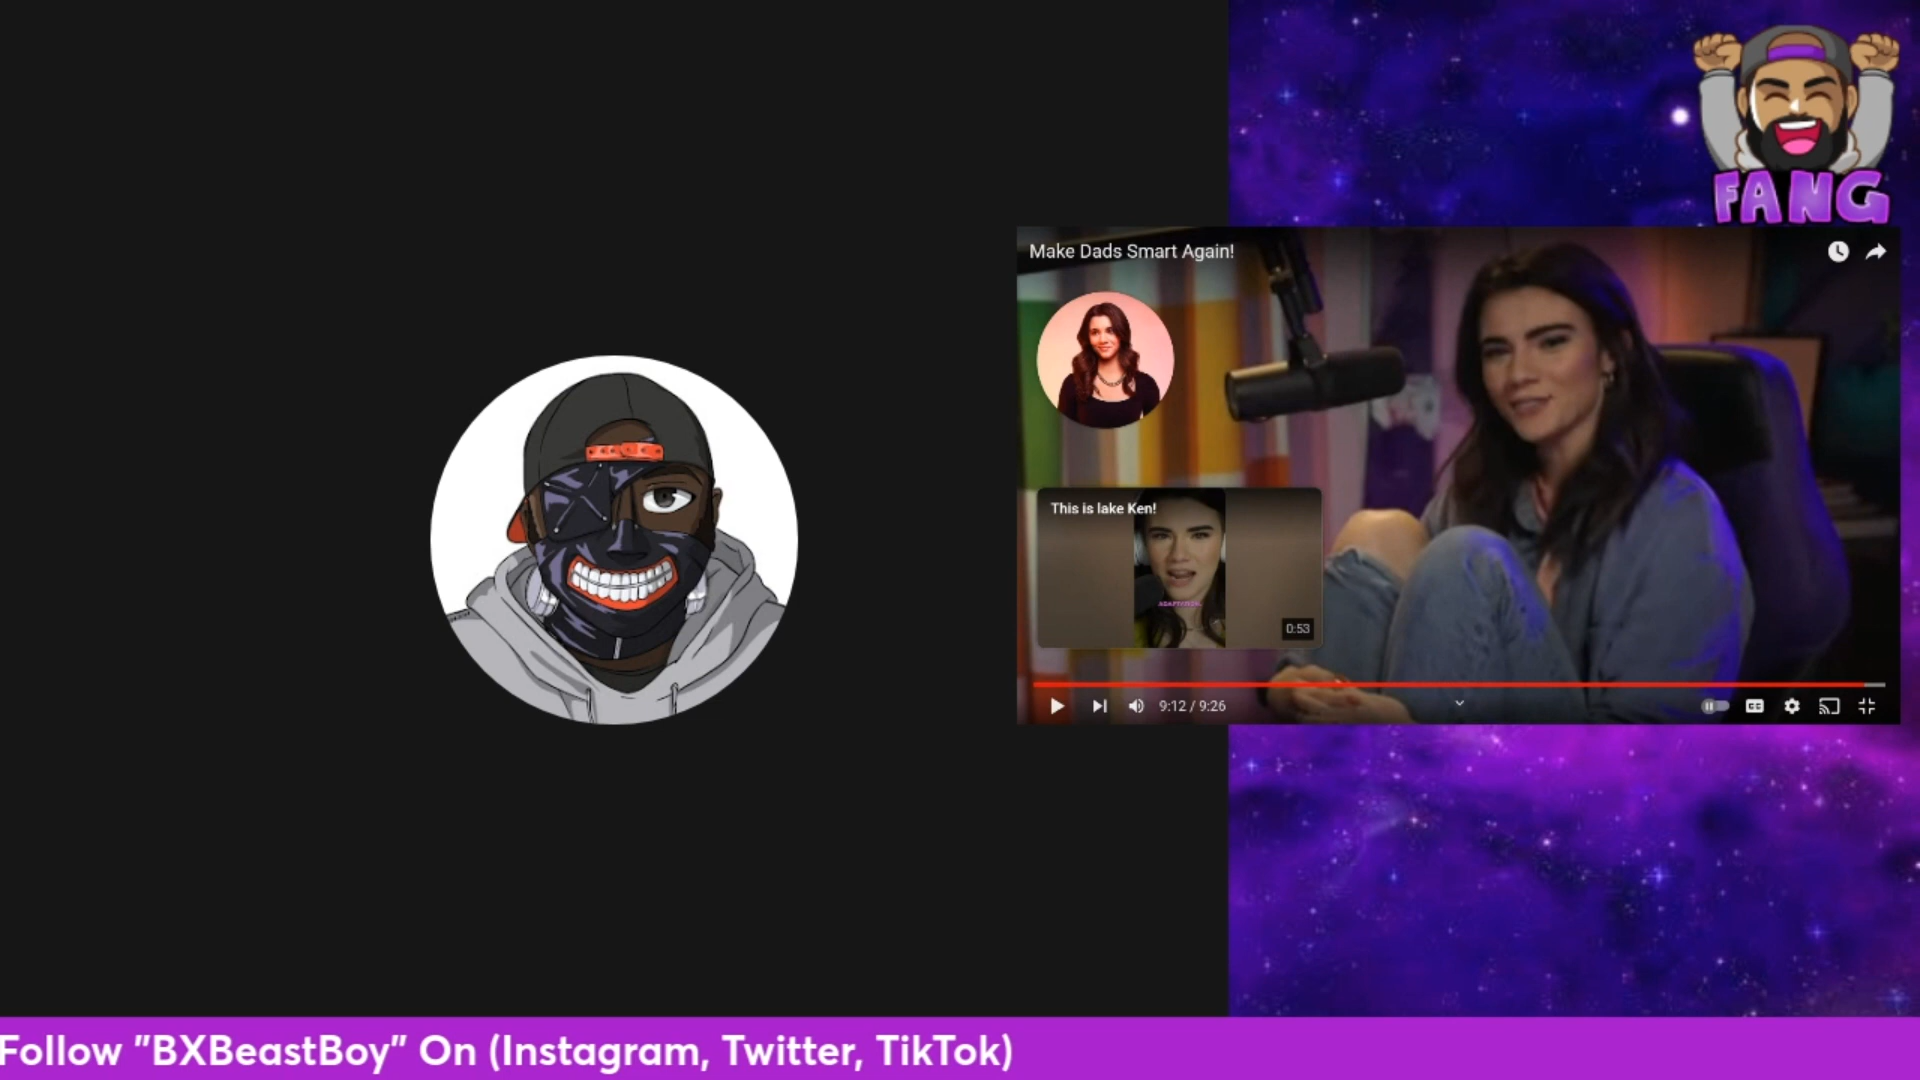 FANG
Make Dads Smart Again!
This is lake Ken!
0:53
9:12 / 9:26
CC
Follow "BXBeastBoy" On (Instagram, Twitter, TikTok)